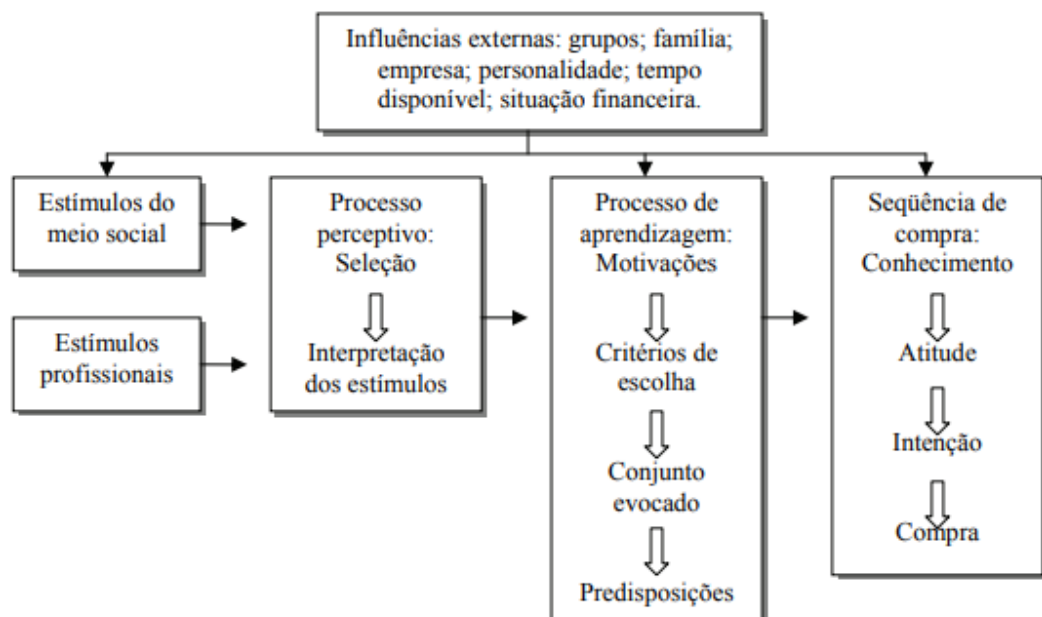 Influências externas: grupos; família;
empresa; personalidade; tempo
disponível; situação financeira.
Estímulos do
meio social
Estímulos
profissionais
Processo
perceptivo:
Seleção
Interpretação
dos estímulos
Processo de
aprendizagem:
Motivações
Critérios de
escolha
Conjunto
evocado
Predisposições
Seqüência de
compra:
Conhecimento
Atitude
Intenção
Compra